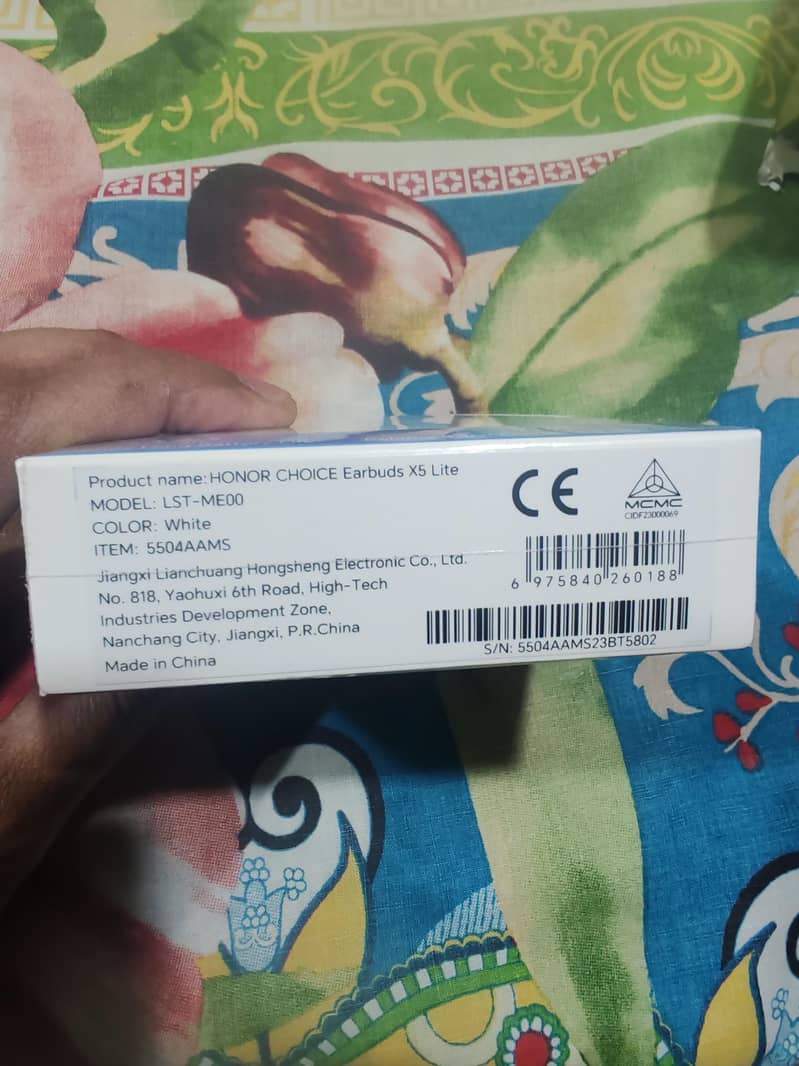 Product name: HONOR CHOICE Earbuds X5 Lite
MODEL: LST-ME00
COLOR: White
ITEM: 5504AAMS
Jiangxi Lianchuang Hongsheng Electronic Co., Ltd.
No. 818, Yaohuxi 6th Road, High-Tech
Industries Development Zone,
Nanchang City, Jiangxi, P.R.China
Made in China
CE
MCMC
CIDF23000069
6 975840 260188
S/N: 5504AAMS23BT5802